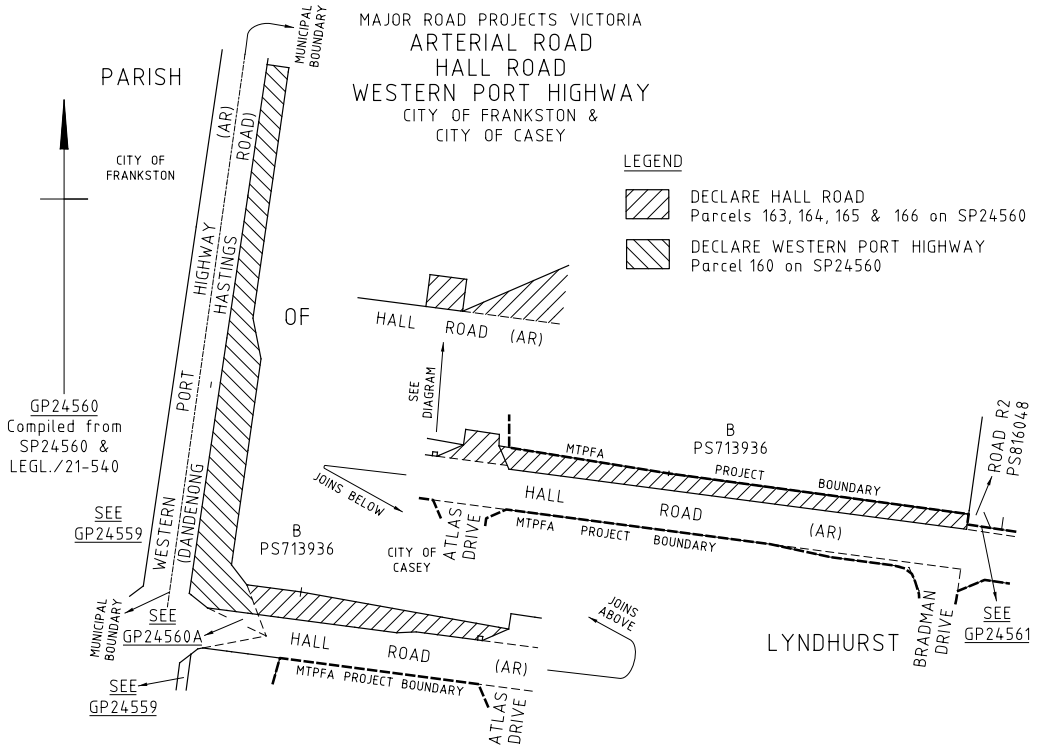 MAJOR ROAD PROJECTS VICTORIA
ARTERIAL ROAD
HALL ROAD
WESTERN PORT HIGHWAY
CITY OF FRANKSTON &
CITY OF CASEY
MUNICIPAL
BOUNDARY
PARISH
CITY OF
FRANKSTON
LEGEND
DECLARE HALL ROAD
Parcels 163, 164, 165 & 166 on SP24560
DECLARE WESTERN PORT HIGHWAY
Parcel 160 on SP24560
WESTERN PORT HIGHWAY (AR)
(DANDENONG HASTINGS ROAD)
OF
HALL ROAD (AR)
SEE
DIAGRAM
GP24560
Compiled from
SP24560 &
LEGL./21-540
B
PS713936
ROAD R2
PS816048
MTPFA PROJECT BOUNDARY
HALL ROAD (AR)
JOINS BELOW
ATLAS
DRIVE
MTPFA PROJECT BOUNDARY
SEE
GP24559
B
PS713936
CITY OF
CASEY
MUNICIPAL
BOUNDARY
SEE
GP24560A
HALL ROAD (AR)
JOINS
ABOVE
LYNDHURST
BRADMAN
DRIVE
SEE
GP24561
SEE
GP24559
MTPFA PROJECT BOUNDARY
ATLAS
DRIVE